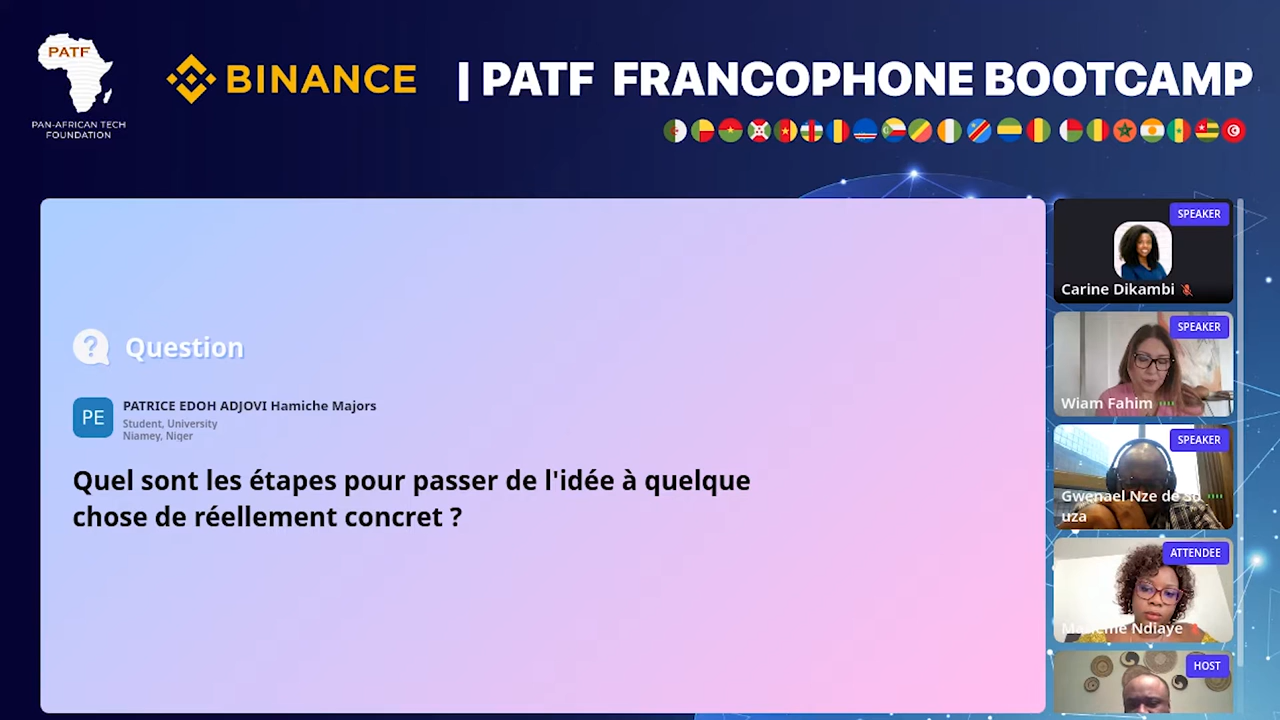 PATF
PAN-AFRICAN TECH
FOUNDATION
BINANCE
| PATF FRANCOPHONE BOOTCAMP
Question
PE
PATRICE EDOH ADJOVI Hamiche Majors
Student, University
Niamey, Niger
Quel sont les étapes pour passer de l'idée à quelque
chose de réellement concret ?
SPEAKER
Carine Dikambi
SPEAKER
Wiam Fahim
SPEAKER
Gwenael Nze de So
uza
ATTENDEE
Ndiaye
HOST